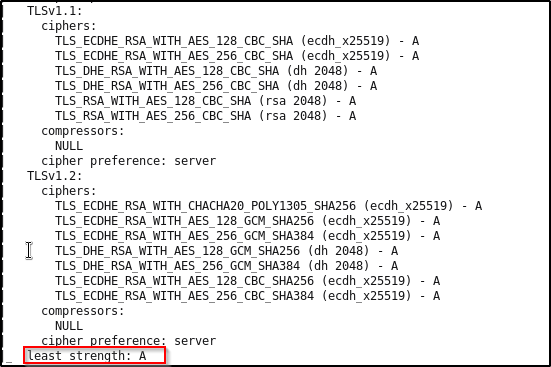 TLSv1.1:
ciphers:
TLS_ECDHE_RSA_WITH_AES_128_CBC_SHA (ecdh_x25519) - A
TLS_ECDHE_RSA_WITH_AES_256_CBC_SHA (ecdh_x25519) - A
TLS_DHE_RSA_WITH_AES_128_CBC_SHA (dh 2048) - A
TLS_DHE_RSA_WITH_AES_256_CBC_SHA (dh 2048) - A
TLS_RSA_WITH_AES_128_CBC_SHA (rsa 2048) - A
TLS_RSA_WITH_AES_256_CBC_SHA (rsa 2048) - A
compressors:
NULL
cipher preference: server
TLSv1.2:
ciphers:
TLS_ECDHE_RSA_WITH_CHACHA20_POLY1305_SHA256 (ecdh_x25519) - A
TLS_ECDHE_RSA_WITH_AES_128_GCM_SHA256 (ecdh_x25519) - A
TLS_ECDHE_RSA_WITH_AES_256_GCM_SHA384 (ecdh_x25519) - A
TLS_DHE_RSA_WITH_AES_128_GCM_SHA256 (dh 2048) - A
TLS_DHE_RSA_WITH_AES_256_GCM_SHA384 (dh 2048) - A
TLS_ECDHE_RSA_WITH_AES_128_CBC_SHA256 (ecdh_x25519) - A
TLS_ECDHE_RSA_WITH_AES_256_CBC_SHA384 (ecdh_x25519) - A
compressors:
NULL
cipher preference: server
_ least strength: A